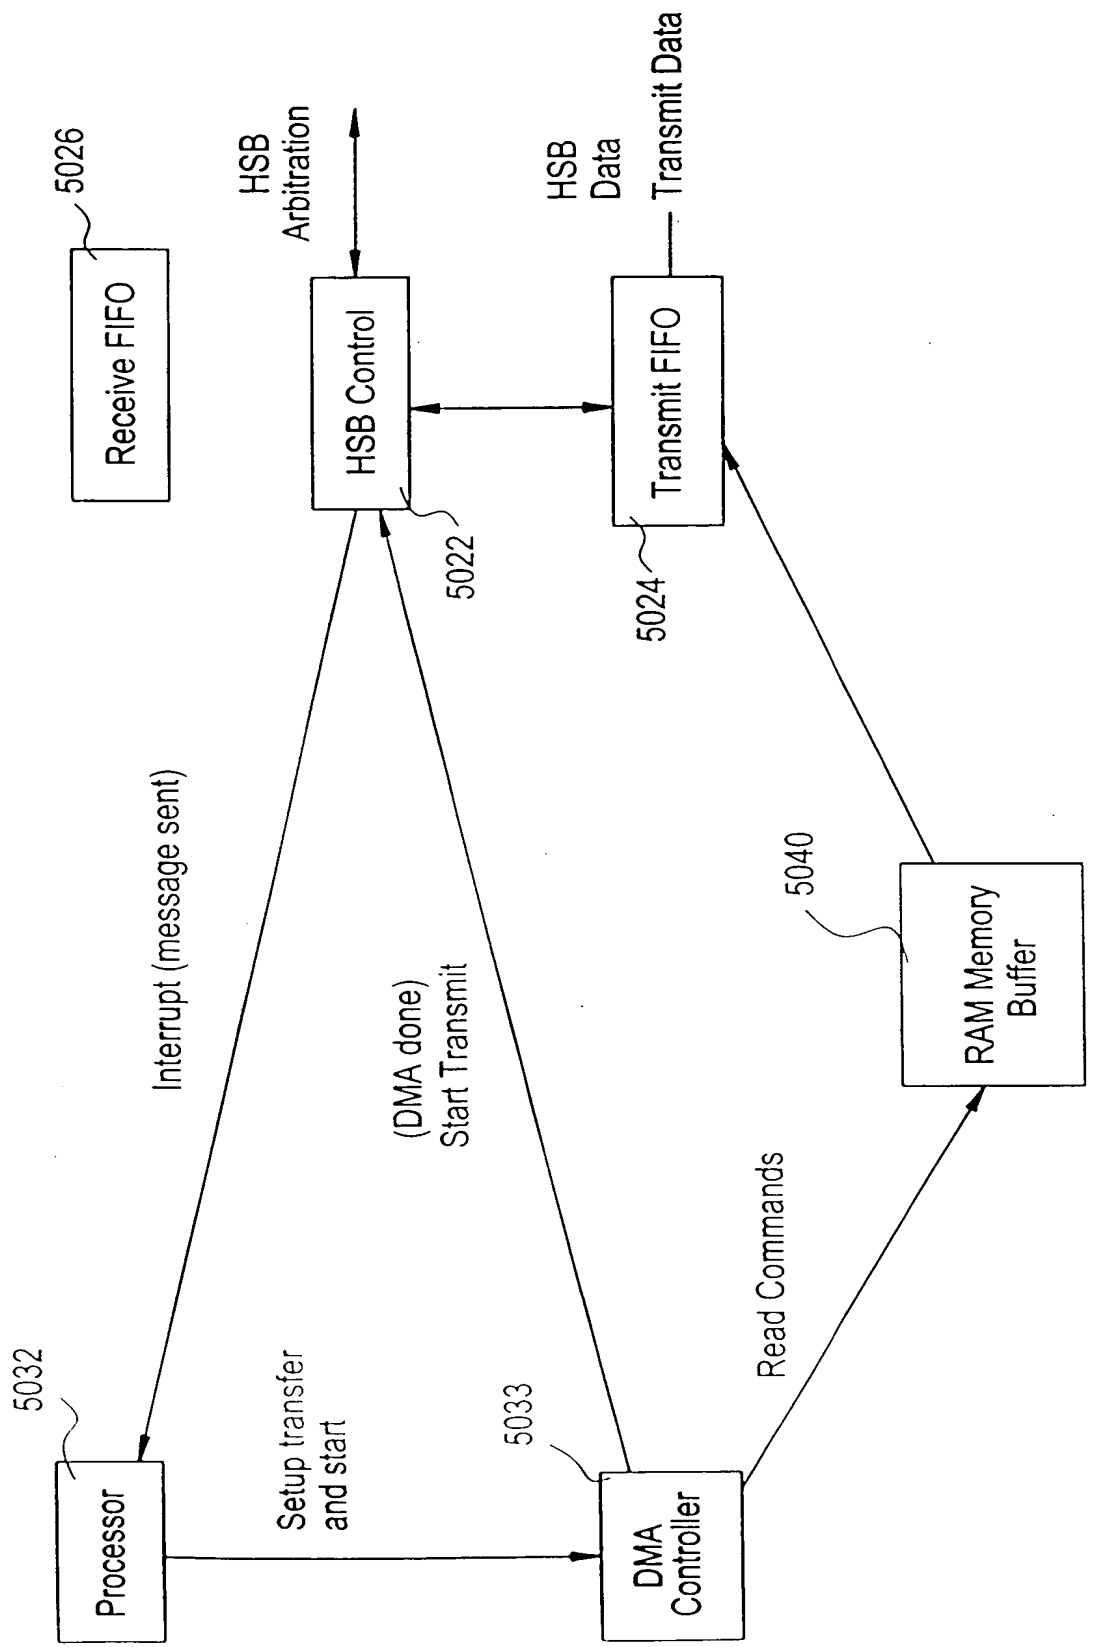 5026
Receive FIFO
HSB
Arbitration
HSB Control
5022
HSB
Data
Transmit Data
Transmit FIFO
5024
Interrupt (message sent)
(DMA done)
Start Transmit
5032
Processor
Setup transfer
and start
5033
DMA
Controller
Read Commands
5040
RAM Memory
Buffer